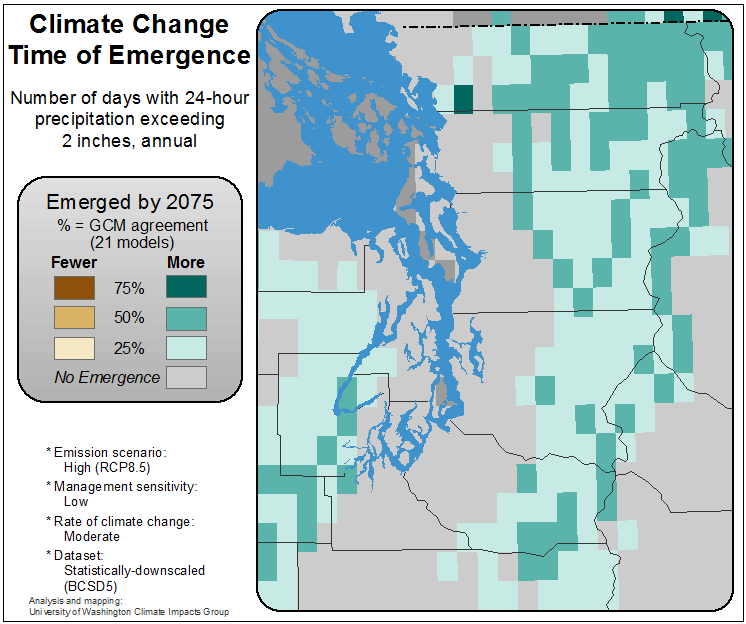 Climate Change
Time of Emergence
Number of days with 24-hour
precipitation exceeding
2 inches, annual
Emerged by 2075
% = GCM agreement
(21 models)
Fewer More
75%
50%
25%
No Emergence
* Emission scenario:
High (RCP8.5)
* Management sensitivity:
Low
* Rate of climate change:
Moderate
* Dataset:
Statistically-downscaled
(BCSD5)
Analysis and mapping:
University of Washington Climate Impacts Group